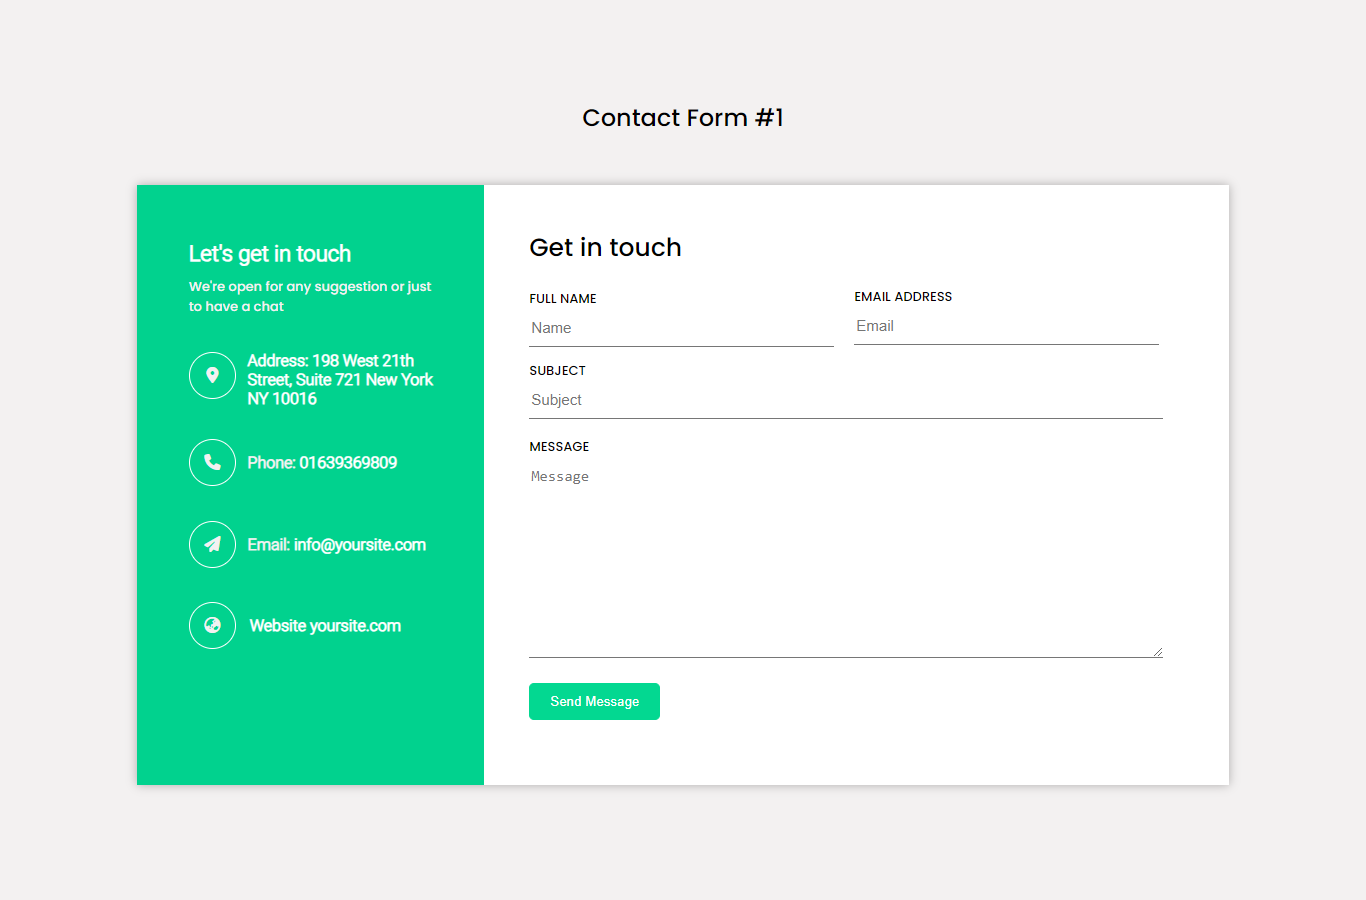 Contact Form #1
Let's get in touch
We're open for any suggestion or just
to have a chat
Address: 198 West 21th
Street, Suite 721 New York
NY 10016
Phone: 01639369809
Email: info@yoursite.com
Website yoursite.com
Get in touch
FULL NAME
Name
EMAIL ADDRESS
Email
SUBJECT
Subject
MESSAGE
Message
Send Message